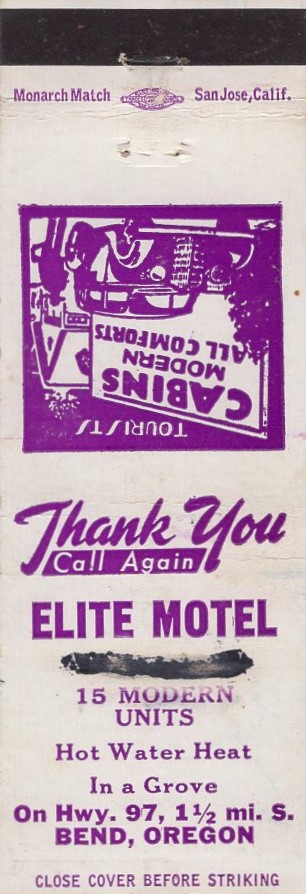 Monarch Match San Jose, Calif.
TOURISTS
CABINS
MODERN
ALL COMFORTS
Thank You
Call Again
ELITE MOTEL
15 MODERN
UNITS
Hot Water Heat
In a Grove
On Hwy. 97, 1½ mi. S.
BEND, OREGON
CLOSE COVER BEFORE STRIKING